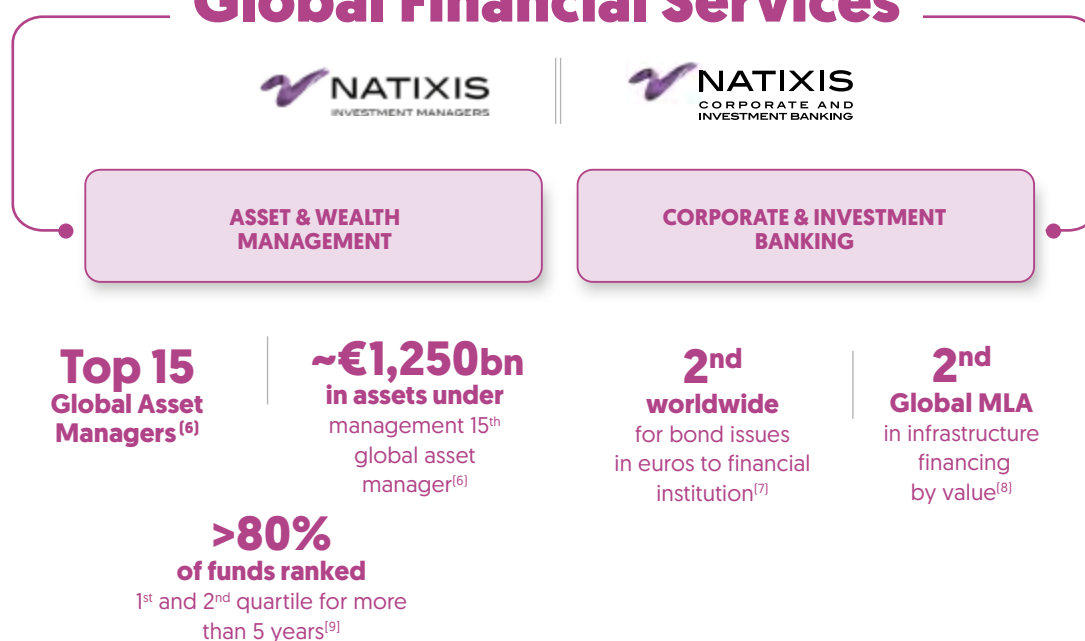 Global Financial Services
NATIXIS
INVESTMENT MANAGERS
NATIXIS
CORPORATE AND
INVESTMENT BANKING
ASSET & WEALTH
MANAGEMENT
CORPORATE & INVESTMENT
BANKING
Top 15
Global Asset
Managers(6)
~€1,250bn
in assets under
management 15th
global asset
manager(6)
>80%
of funds ranked
1st and 2nd quartile for more
than 5 years[9]
2nd
worldwide
for bond issues
in euros to financial
institution(7)
2nd
Global MLA
in infrastructure
financing
by value(8)